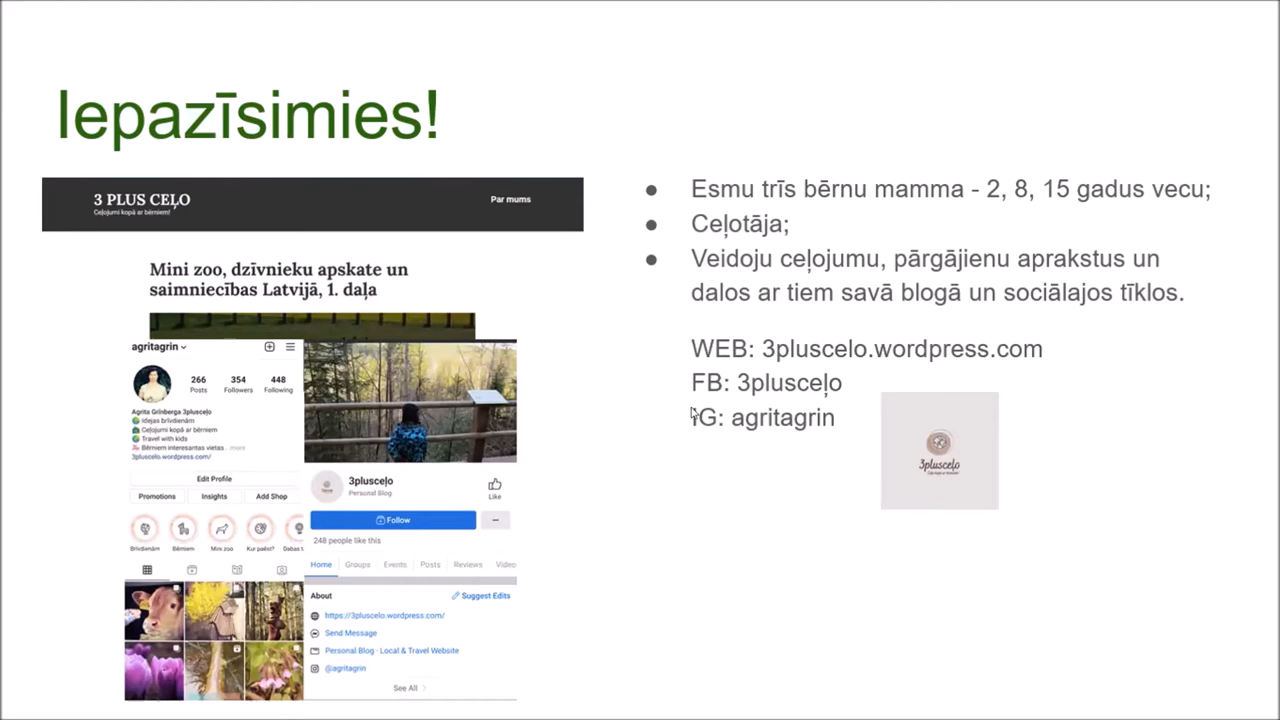 Iepazīsimies!
3 PLUS CEĻO
Ceļojumi kopā ar bērniem!
Par mums
Mini zoo, dzīvnieku apskate un
saimniecības Latvijā, 1. daļa
agritagrin
266
354
448
Posts
Followers
Following
Agrita Grīnberga 3plusceļo
Idejas brīvdienām
Ceļojumi kopā ar bērniem
Travel with kids
Bērniem interesantas vietas ... more
3pluscelo.wordpress.com/
Edit Profile
Promotions
Insights
Add Shop
Brīvdienām
Bērniem
Mini zoo
Kur paēst?
Dabas t
3plusceļo
Personal Blog
Like
Follow
248 people like this
Home
Groups
Events
Posts
Reviews
Video
About
Suggest Edits
https://3pluscelo.wordpress.com/
Send Message
Personal Blog · Local & Travel Website
@agritagrin
See All
● Esmu trīs bērnu mamma - 2, 8, 15 gadus vecu;
● Ceļotāja;
● Veidoju ceļojumu, pārgājienu aprakstus un
dalos ar tiem savā blogā un sociālajos tīklos.
WEB: 3pluscelo.wordpress.com
FB: 3plusceļo
IG: agritagrin
3plusceļo